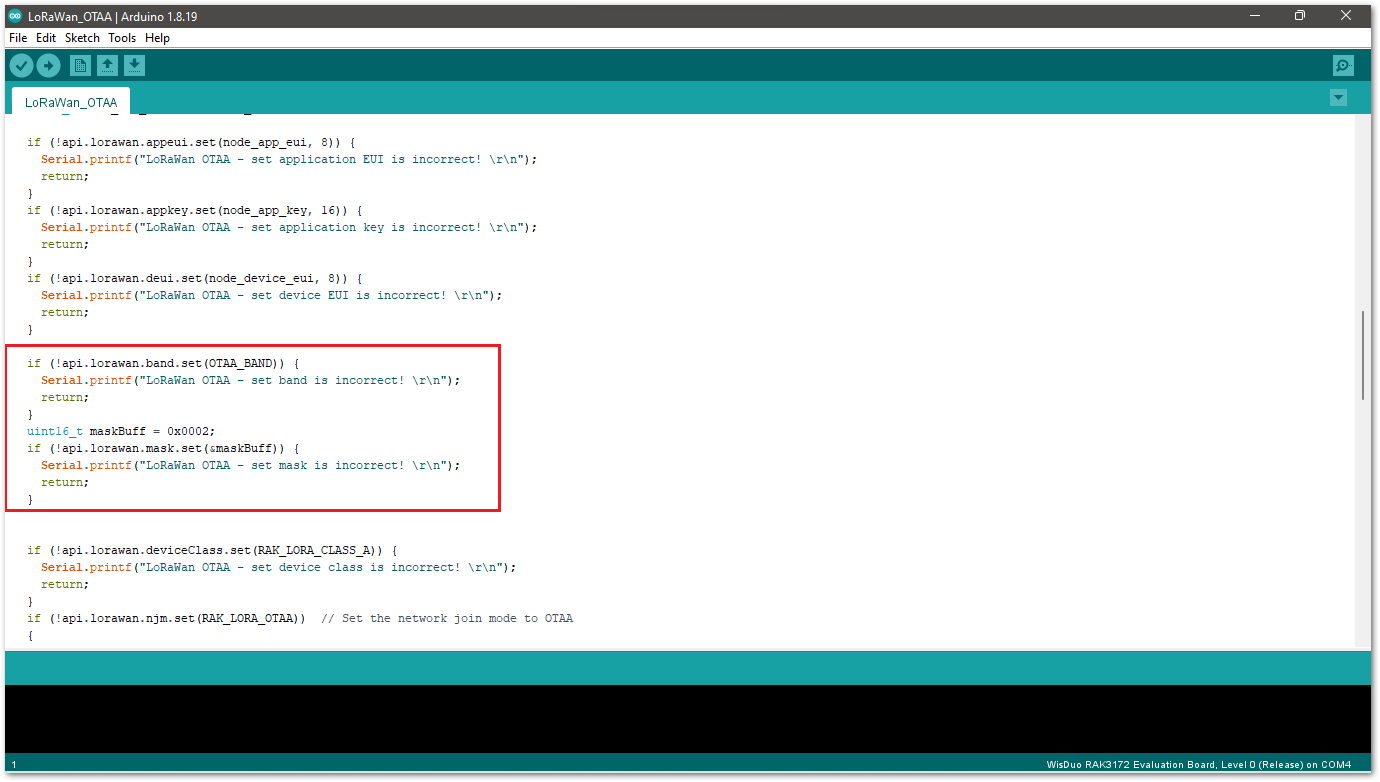 LoRaWan_OTAA | Arduino 1.8.19
File Edit Sketch Tools Help
LoRaWan_OTAA
if (!api.lorawan.appeui.set(node_app_eui, 8)) {
Serial.printf("LoRaWan OTAA - set application EUI is incorrect! \r\n");
return;
}
if (!api.lorawan.appkey.set(node_app_key, 16)) {
Serial.printf("LoRaWan OTAA - set application key is incorrect! \r\n");
return;
}
if (!api.lorawan.deui.set(node_device_eui, 8)) {
Serial.printf("LoRaWan OTAA - set device EUI is incorrect! \r\n");
return;
}
if (!api.lorawan.band.set(OTAA_BAND)) {
Serial.printf("LoRaWan OTAA - set band is incorrect! \r\n");
return;
}
uint16_t maskBuff = 0x0002;
if (!api.lorawan.mask.set(&maskBuff)) {
Serial.printf("LoRaWan OTAA - set mask is incorrect! \r\n");
return;
}
if (!api.lorawan.deviceClass.set(RAK_LORA_CLASS_A)) {
Serial.printf("LoRaWan OTAA - set device class is incorrect! \r\n");
return;
}
if (!api.lorawan.njm.set(RAK_LORA_OTAA))  // Set the network join mode to OTAA
{
1 WisDuo RAK3172 Evaluation Board, Level 0 (Release) on COM4